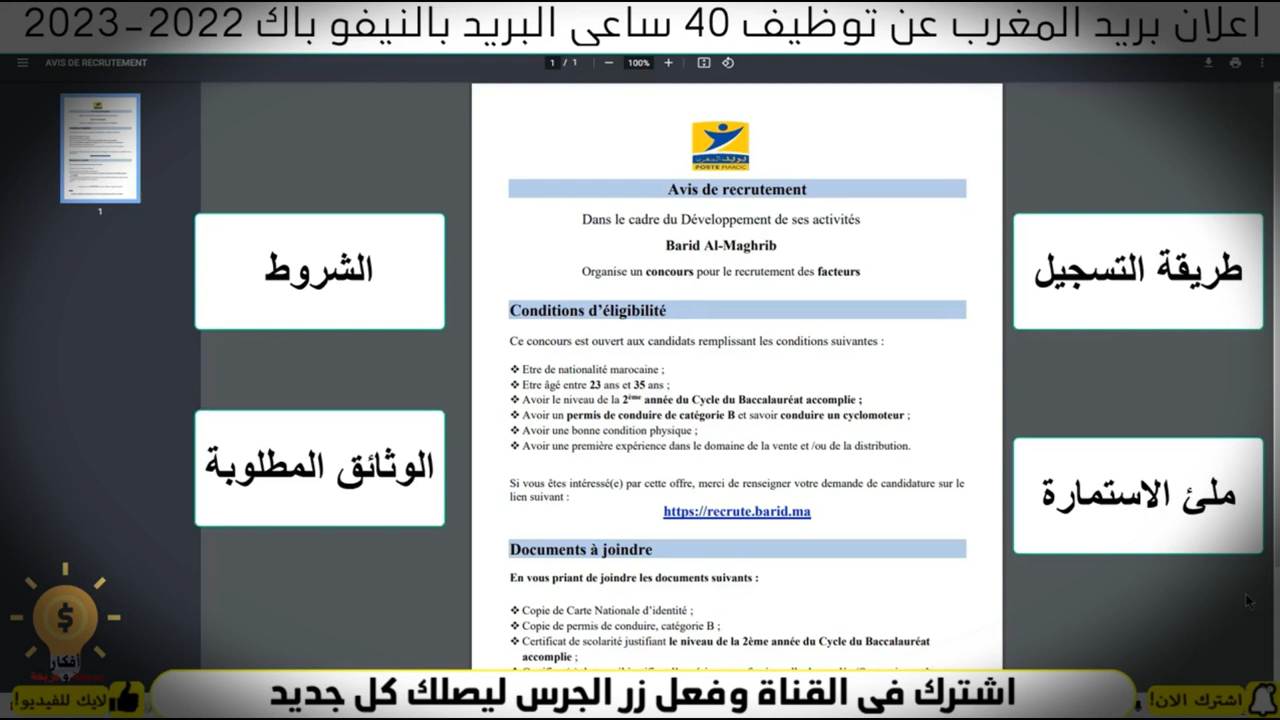 اعلان بريد المغرب عن توظيف 40 ساعى البريد بالنيفو باك 2022-2023
AVIS DE RECRUTEMENT
1 / 1
100%
1
بريد المغرب
POSTE MAROC
Avis de recrutement
Dans le cadre du Développement de ses activités
Barid Al-Maghrib
Organise un concours pour le recrutement des facteurs
Conditions d'éligibilité
Ce concours est ouvert aux candidats remplissant les conditions suivantes :
❖ Etre de nationalité marocaine ;
❖ Etre âgé entre 23 ans et 35 ans ;
❖ Avoir le niveau de la 2ème année du Cycle du Baccalauréat accomplie ;
❖ Avoir un permis de conduire de catégorie B et savoir conduire un cyclomoteur ;
❖ Avoir une bonne condition physique ;
❖ Avoir une première expérience dans le domaine de la vente et /ou de la distribution.
Si vous êtes intéressé(e) par cette offre, merci de renseigner votre demande de candidature sur le
lien suivant :
https://recrute.barid.ma
Documents à joindre
En vous priant de joindre les documents suivants :
❖ Copie de Carte Nationale d'identité ;
❖ Copie de permis de conduire, catégorie B ;
❖ Certificat de scolarité justifiant le niveau de la 2ème année du Cycle du Baccalauréat
accomplie ;
الشروط
الوثائق المطلوبة
طريقة التسجيل
ملئ الاستمارة
أفكار
اشترك في القناة وفعل زر الجرس ليصلك كل جديد
لايك للفيديو!
اشترك الان!